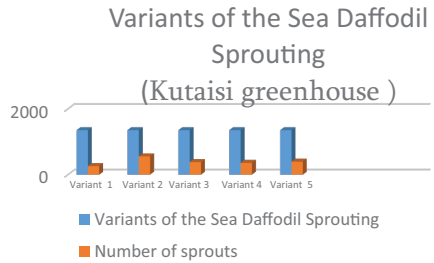 Variants of the Sea Daffodil
Sprouting
(Kutaisi greenhouse )
2000
0
Variant 1 Variant 2 Variant 3 Variant 4 Variant 5
Variants of the Sea Daffodil Sprouting
Number of sprouts